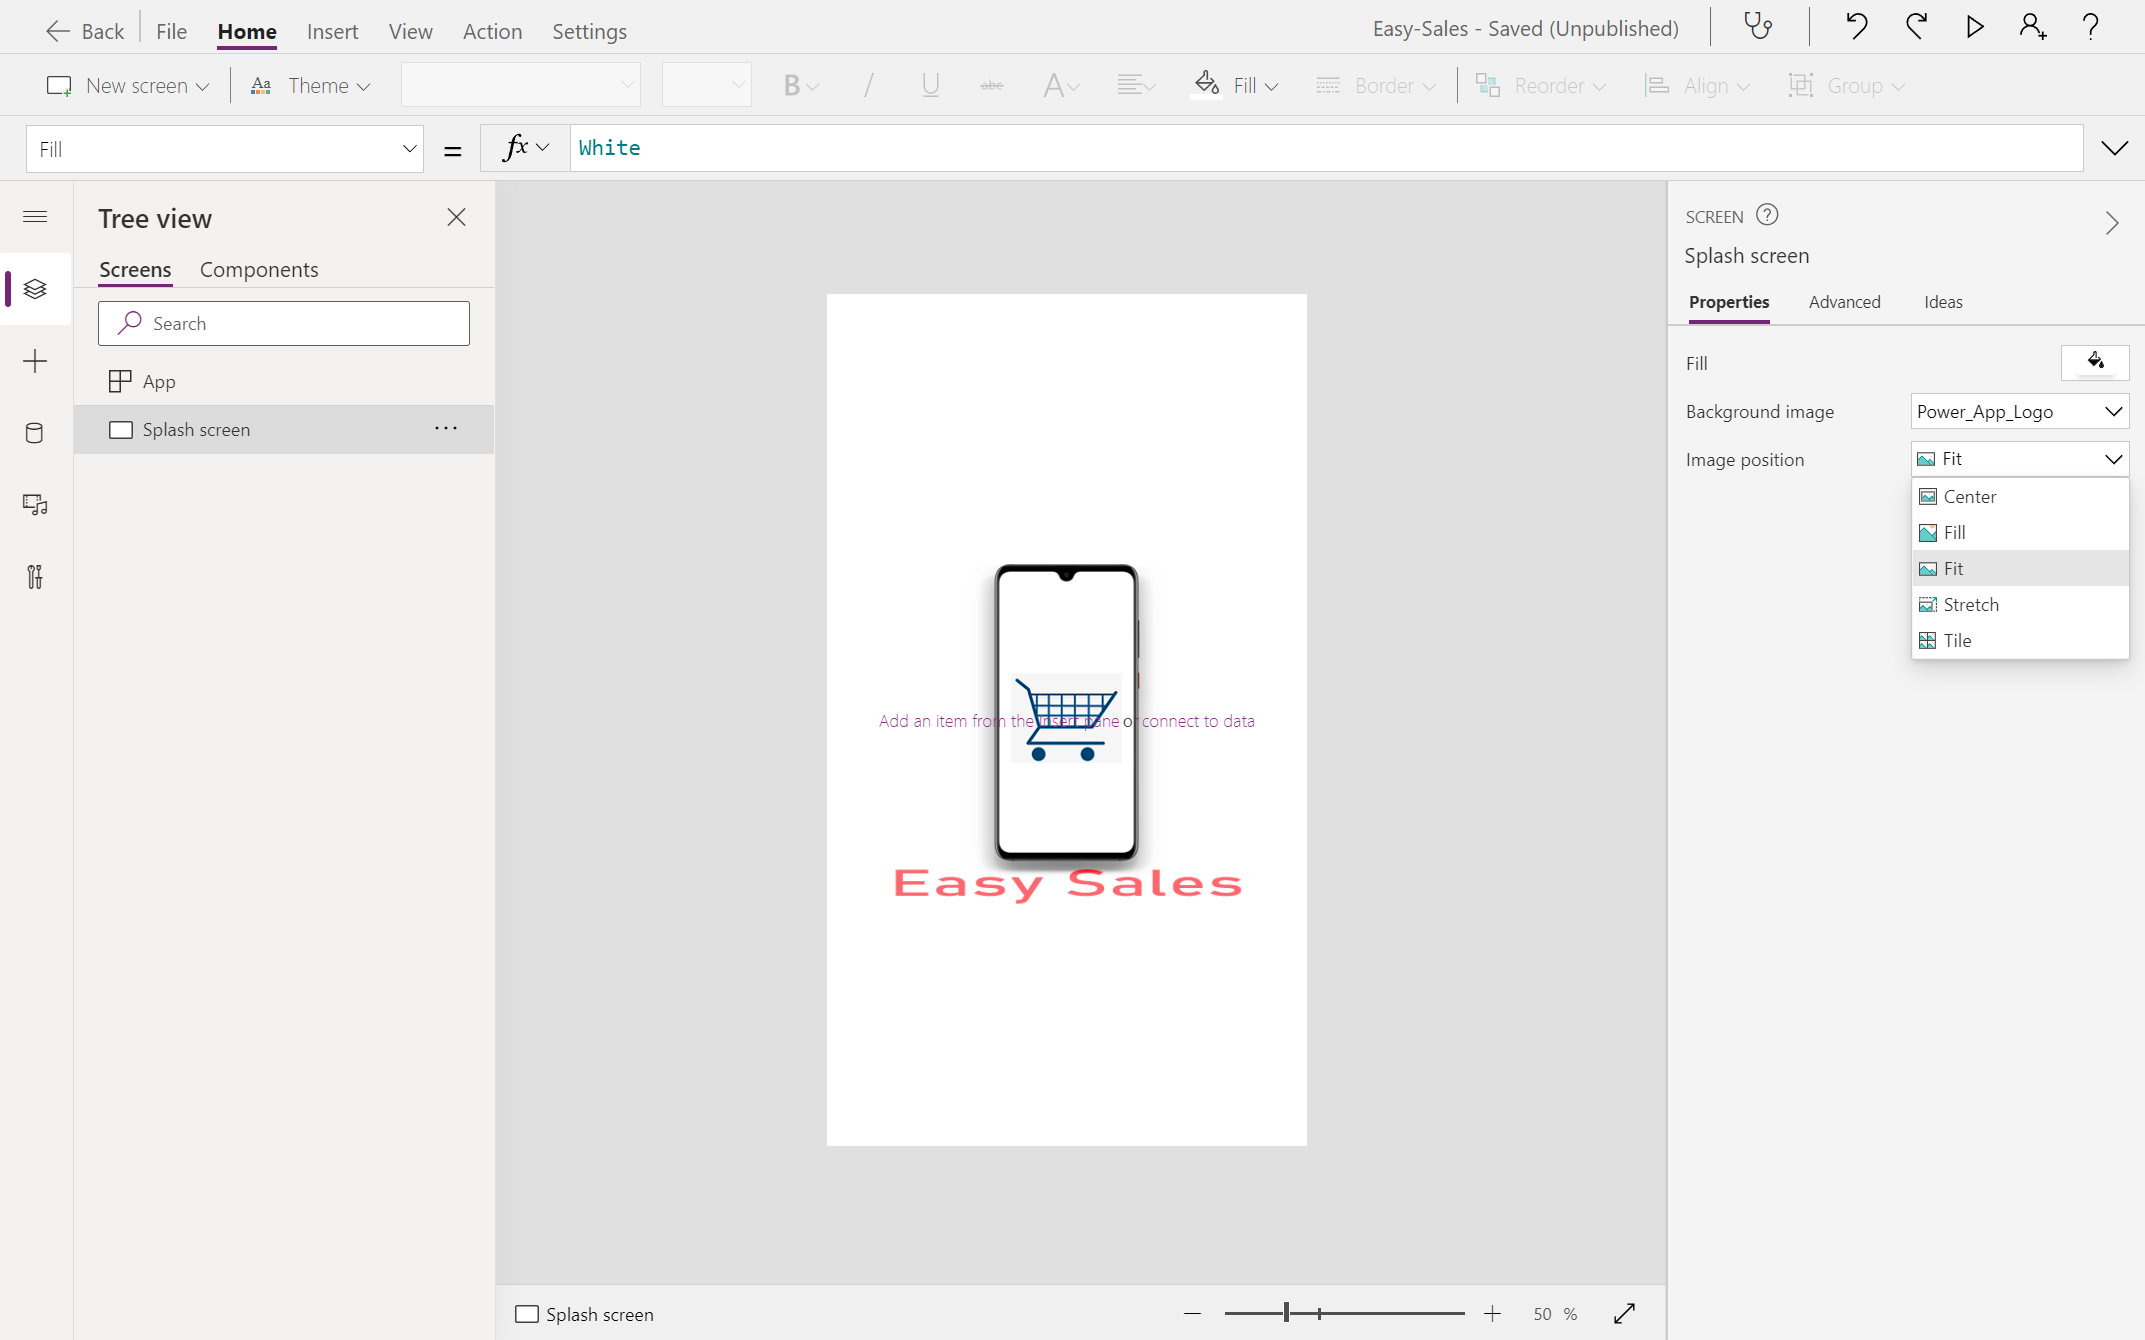 Back File Home Insert View Action Settings Easy-Sales - Saved (Unpublished)
New screen Aa Theme B / U abc A Fill Border Reorder Align Group
Fill = fx White
Tree view
Screens Components
Search
App
Splash screen ...
Add an item from the Insert pane or connect to data
Easy Sales
SCREEN ?
Splash screen
Properties Advanced Ideas
Fill
Background image Power_App_Logo
Image position Fit
Center
Fill
Fit
Stretch
Tile
Splash screen 50 %